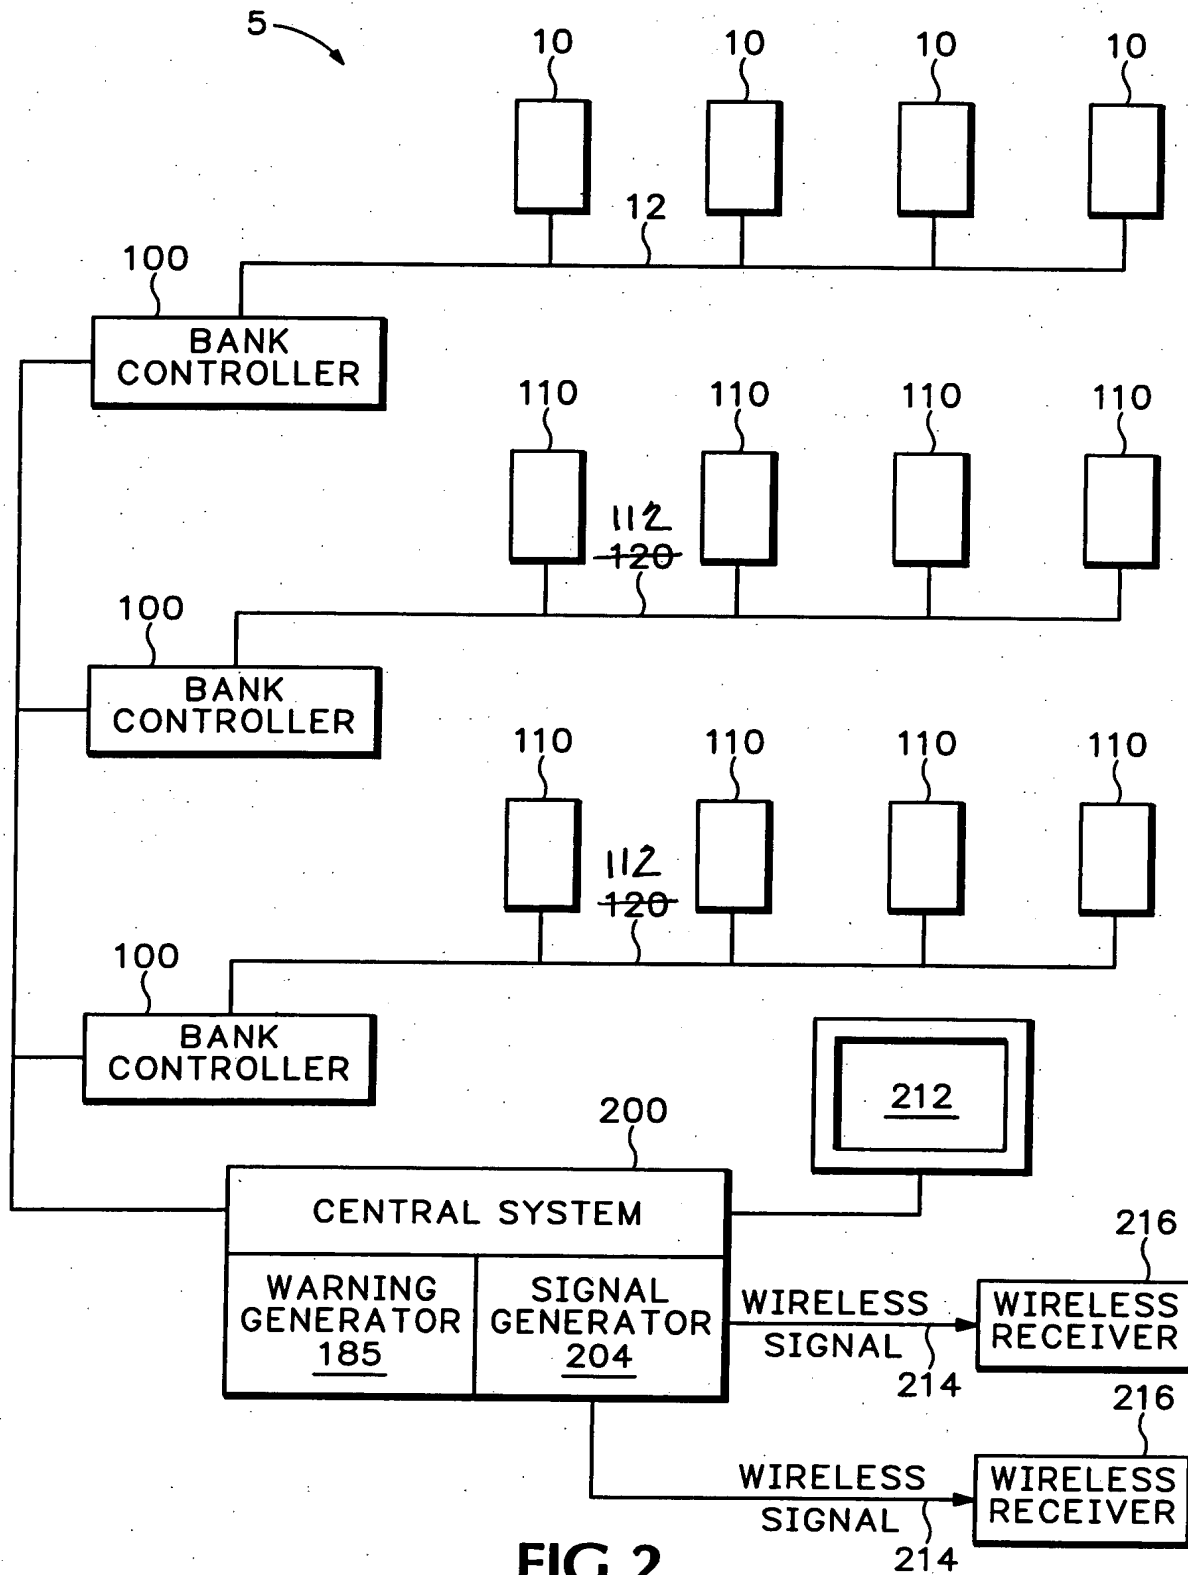 5
10 10 10 10
12
100
BANK
CONTROLLER
110 110 110 110
112
120
100
BANK
CONTROLLER
110 110 110 110
112
120
100
BANK
CONTROLLER
212
200
CENTRAL SYSTEM
WARNING
GENERATOR
185
SIGNAL
GENERATOR
204
WIRELESS
SIGNAL
214
216
WIRELESS
RECEIVER
WIRELESS
SIGNAL
214
216
WIRELESS
RECEIVER
FIG.2